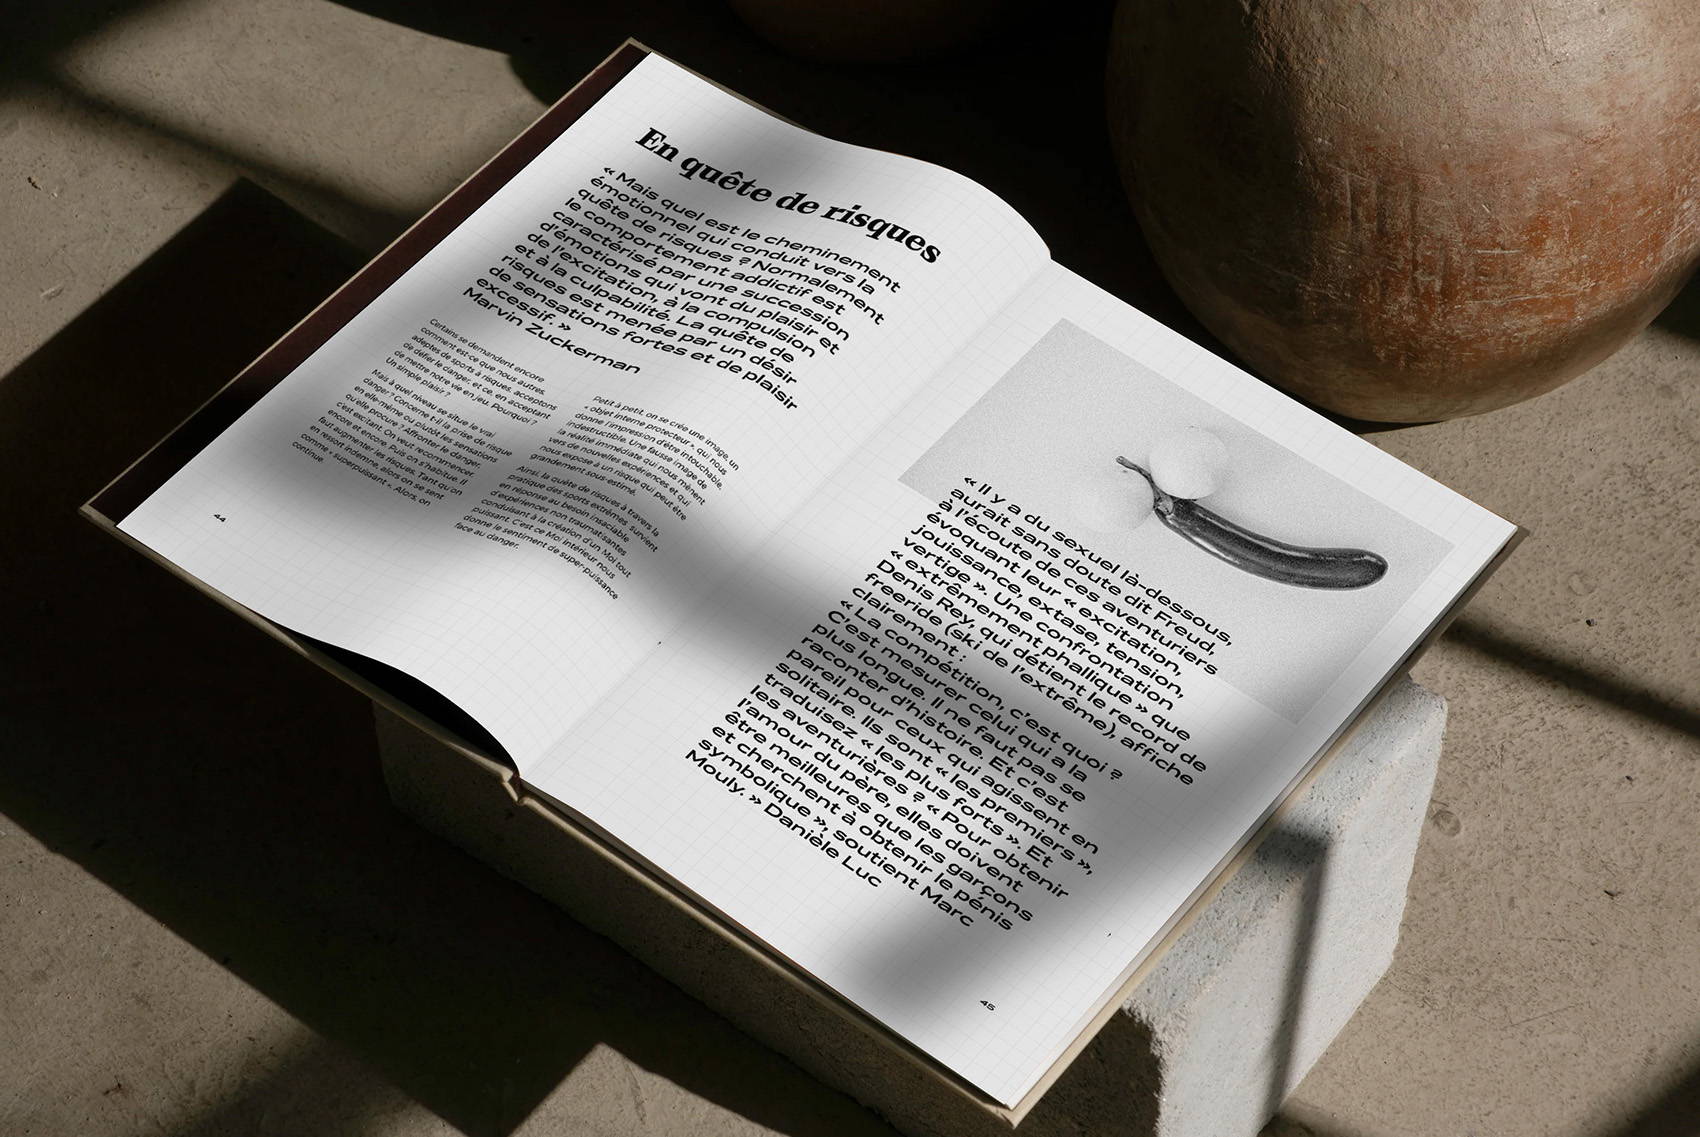 En quête de risques
« Mais quel est le cheminement
émotionnel qui conduit vers la
quête de risques ? Normalement
le comportement addictif est
caractérisé par une succession
d'émotions qui vont du plaisir et
de l'excitation, à la compulsion
et à la culpabilité. La quête de
risques est menée par un désir
de sensations fortes et de plaisir
excessif. »
Marvin Zuckerman
Certains se demandent encore
comment est-ce que nous autres,
adeptes de sports à risques, acceptons
de défier le danger, et ce, en acceptant
de mettre notre vie en jeu. Pourquoi ?
Un simple plaisir ?
Mais à quel niveau se situe le vrai
danger ? Concerne t-il la prise de risque
en elle-même ou plutôt les sensations
qu'elle procure ? Affronter le danger,
c'est excitant. On veut recommencer
encore et encore. Puis on s'habitue. Il
en faut augmenter les risques. Tant qu'on
en ressort indemne, alors on se sent
comme « superpuissant ». Alors, on
continue.
Petit à petit, on se crée une image, un
« objet interne protecteur », qui nous
donne l'impression d'être intouchable,
indestructible. Une fausse image de
la réalité immédiate qui nous mènent
vers de nouvelles expériences et qui
nous expose à un risque qui peut être
grandement sous-estimé.
Ainsi, la quête de risques à travers la
pratique des sports extrêmes, survient
en réponse au besoin insaciable
d'expériences non traumatisantes
conduisant à la création d'un Moi tout
puissant. C'est ce Moi intérieur nous
donne le sentiment de super-puissance
face au danger.
44
« Il y a du sexuel là-dessous,
aurait sans doute dit Freud,
à l'écoute de ces aventuriers
évoquant leur « excitation,
jouissance, extase, tension,
vertige ». Une confrontation
« extrêmement phallique » que
Denis Rey, qui détient le record de
freeride (ski de l'extrême), affiche
clairement :
« La compétition, c'est quoi ?
C'est mesurer celui qui a la
plus longue. Il ne faut pas se
raconter d'histoire. Et c'est
pareil pour ceux qui agissent en
solitaire. Ils sont « les premiers »,
traduisez « les plus forts ». Et
les aventurières ? « Pour obtenir
l'amour du père, elles doivent
être meilleures que les garçons
et cherchent à obtenir le pénis
symbolique », soutient Marc
Mouly. » Danièle Luc
45